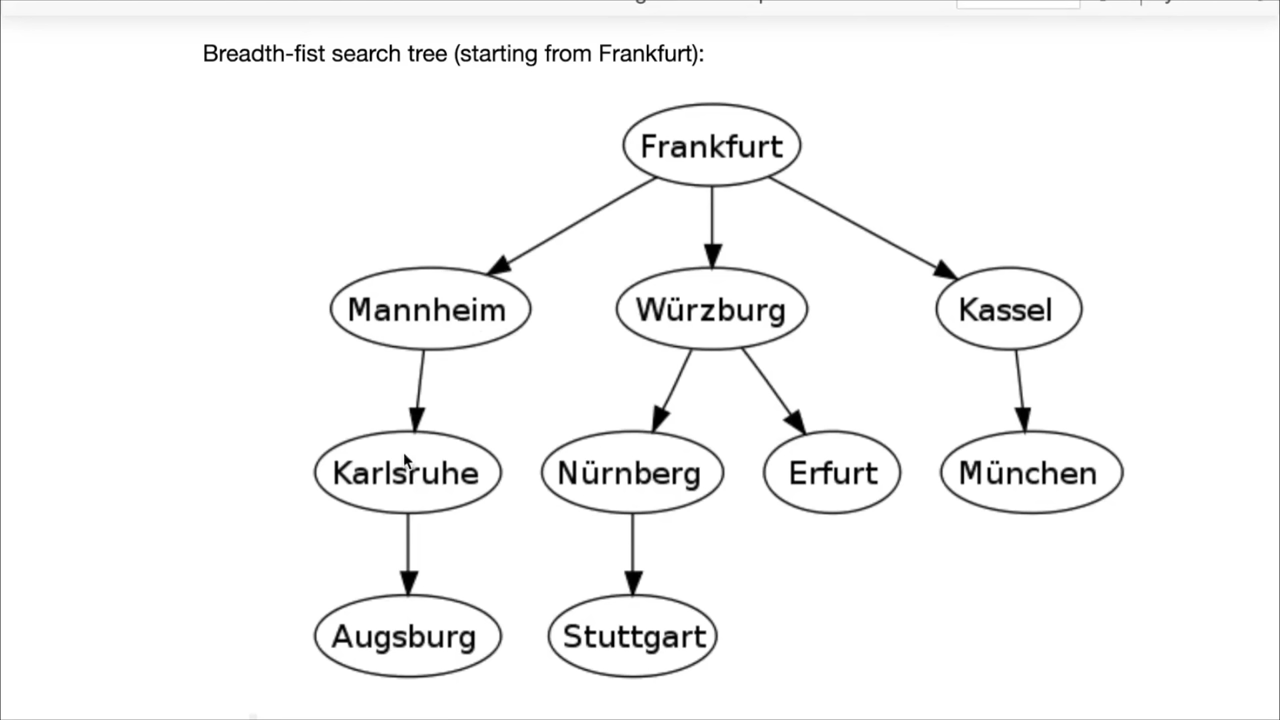 Breadth-fist search tree (starting from Frankfurt):
Frankfurt
Mannheim
Würzburg
Kassel
Karlsruhe
Nürnberg
Erfurt
München
Augsburg
Stuttgart